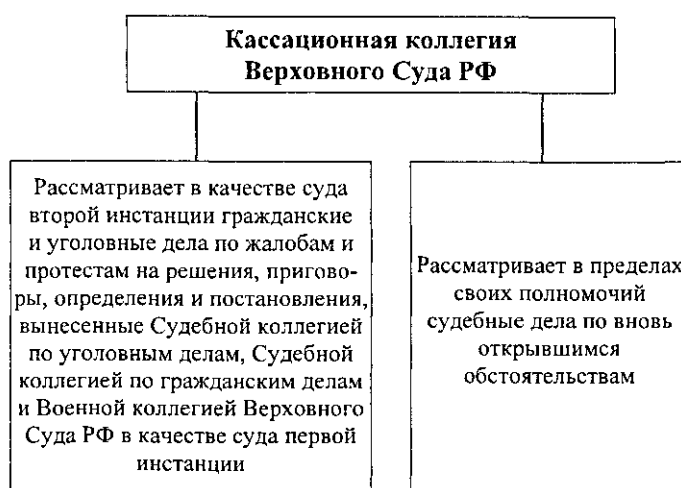 Кассационная коллегия
Верховного Суда РФ
Рассматривает в качестве суда
второй инстанции гражданские
и уголовные дела по жалобам и
протестам на решения, пригово-
ры, определения и постановления,
вынесенные Судебной коллегией
по уголовным делам, Судебной
коллегией по гражданским делам
и Военной коллегией Верховного
Суда РФ в качестве суда первой
инстанции
Рассматривает в пределах
своих полномочий
судебные дела по вновь
открывшимся
обстоятельствам